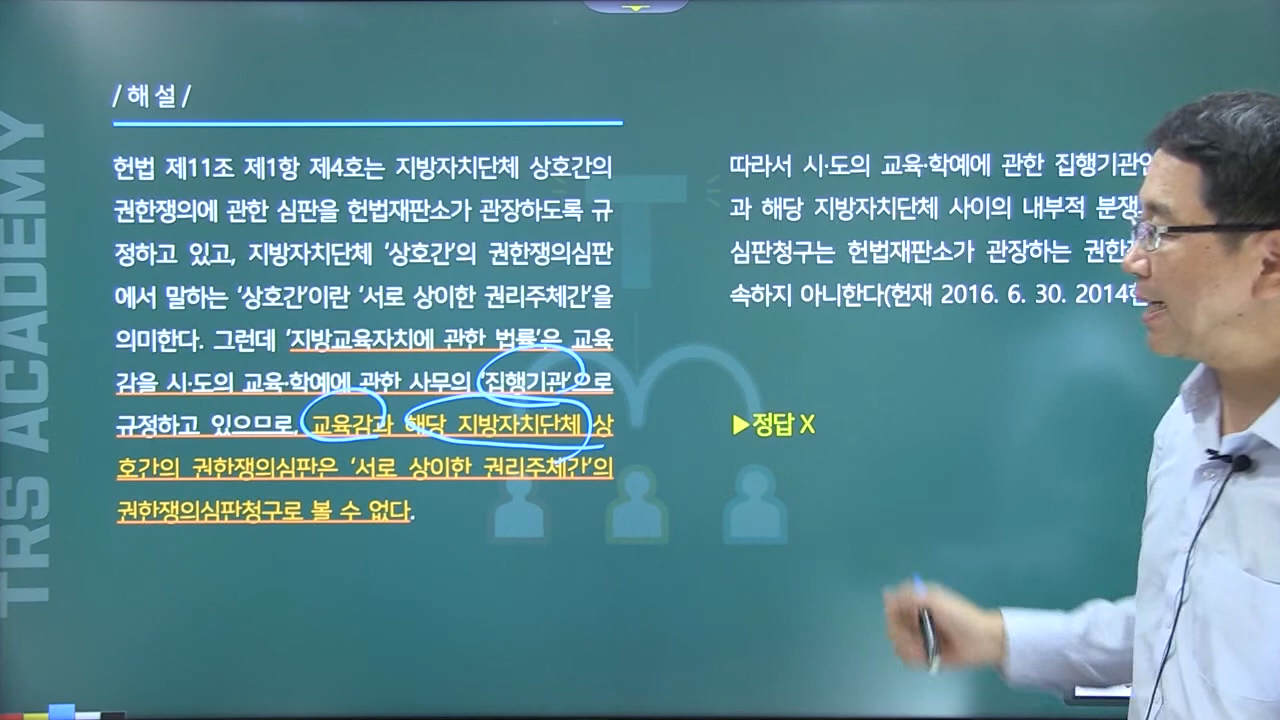 TRS ACADEMY
/ 해 설 /
헌법 제11조 제1항 제4호는 지방자치단체 상호간의
권한쟁의에 관한 심판을 헌법재판소가 관장하도록 규
정하고 있고, 지방자치단체 ‘상호간’의 권한쟁의심판
에서 말하는 ‘상호간’이란 ‘서로 상이한 권리주체간’을
의미한다. 그런데 ‘지방교육자치에 관한 법률’은 교육
감을 시·도의 교육·학예에 관한 사무의 ‘집행기관’으로
규정하고 있으므로, 교육감과 해당 지방자치단체 상
호간의 권한쟁의심판은 ‘서로 상이한 권리주체간’의
권한쟁의심판청구로 볼 수 없다.
따라서 시·도의 교육·학예에 관한
과 해당 지방자치단체 사이의 내부적
심판청구는 헌법재판소가 관장하는
속하지 아니한다(헌재 2016. 6. 30.
▶정답 X